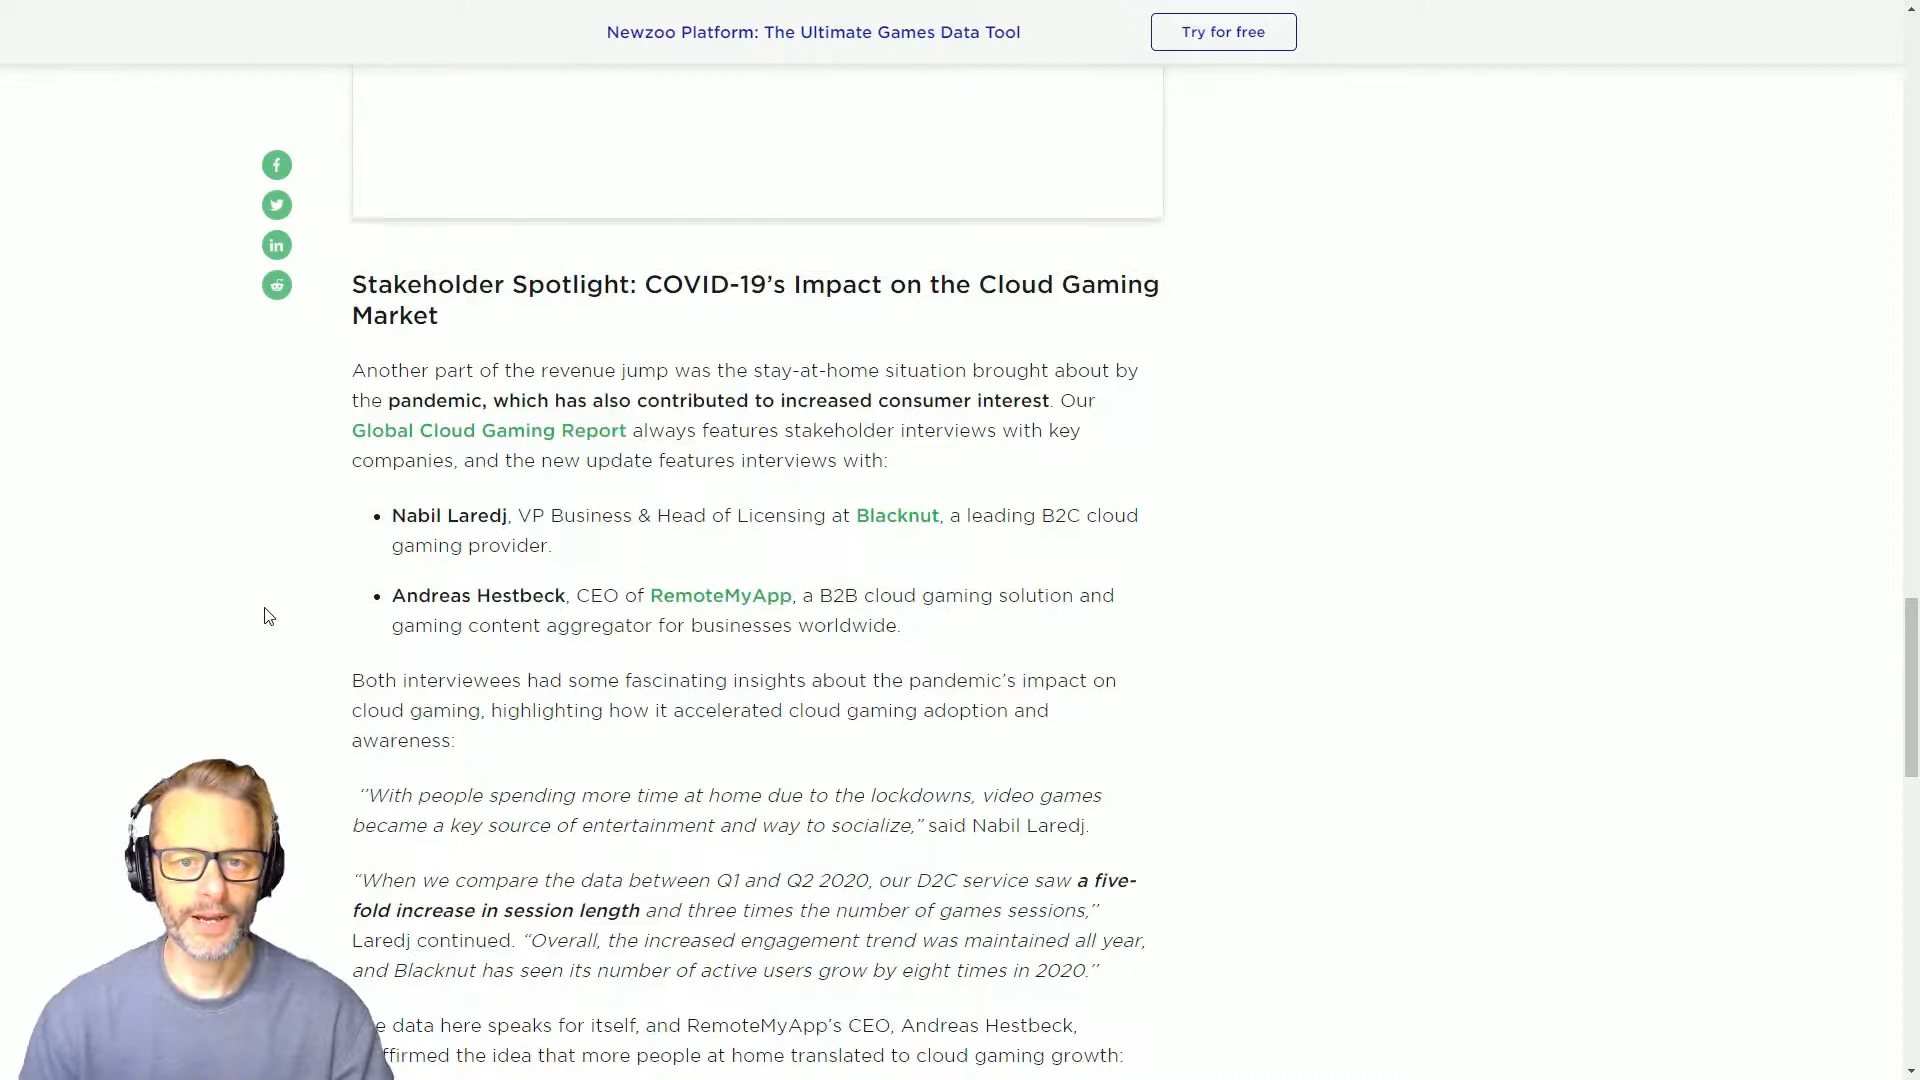 Newzoo Platform: The Ultimate Games Data Tool
Try for free
Stakeholder Spotlight: COVID-19’s Impact on the Cloud Gaming
Market
Another part of the revenue jump was the stay-at-home situation brought about by
the pandemic, which has also contributed to increased consumer interest. Our
Global Cloud Gaming Report always features stakeholder interviews with key
companies, and the new update features interviews with:
• Nabil Laredj, VP Business & Head of Licensing at Blacknut, a leading B2C cloud
gaming provider.
• Andreas Hestbeck, CEO of RemoteMyApp, a B2B cloud gaming solution and
gaming content aggregator for businesses worldwide.
Both interviewees had some fascinating insights about the pandemic’s impact on
cloud gaming, highlighting how it accelerated cloud gaming adoption and
awareness:
‘’With people spending more time at home due to the lockdowns, video games
became a key source of entertainment and way to socialize,” said Nabil Laredj.
“When we compare the data between Q1 and Q2 2020, our D2C service saw a five-
fold increase in session length and three times the number of games sessions,’’
Laredj continued. “Overall, the increased engagement trend was maintained all year,
and Blacknut has seen its number of active users grow by eight times in 2020.’’
e data here speaks for itself, and RemoteMyApp’s CEO, Andreas Hestbeck,
ffirmed the idea that more people at home translated to cloud gaming growth: